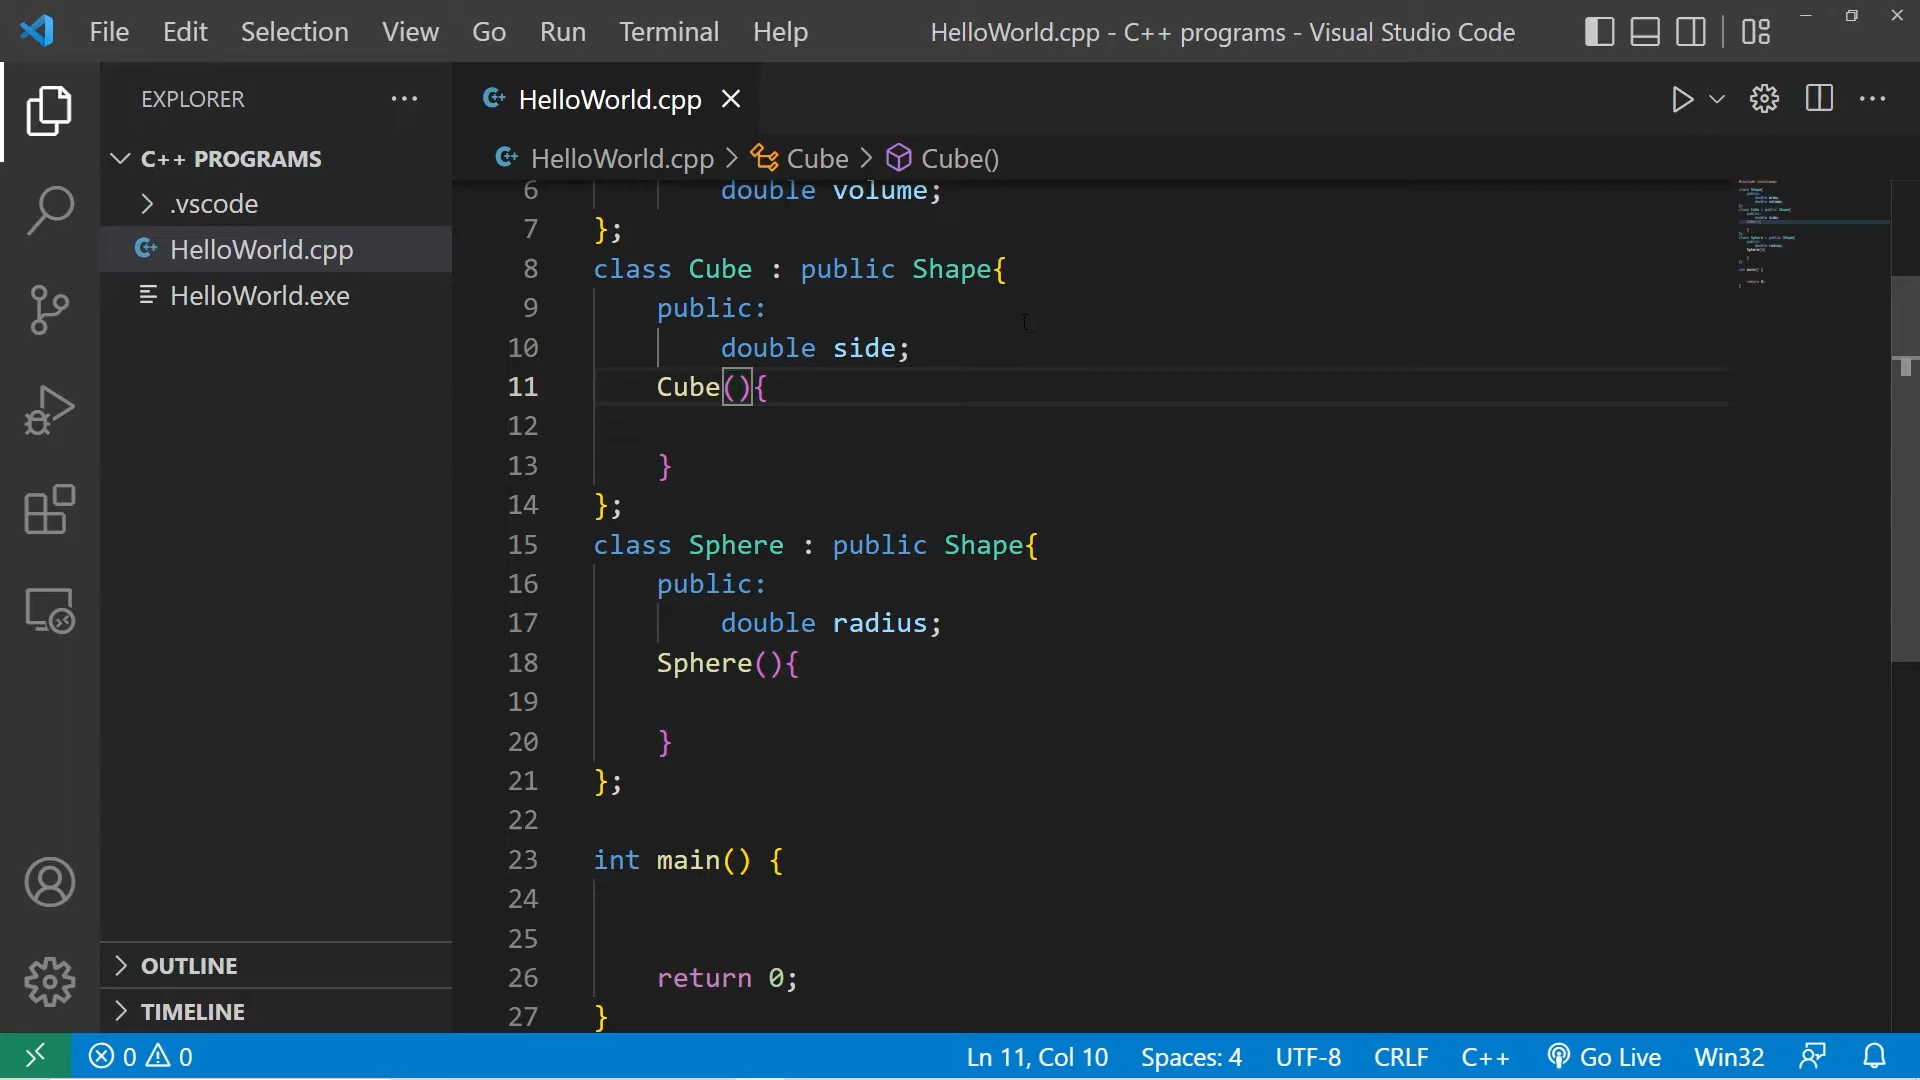 File Edit Selection View Go Run Terminal Help HelloWorld.cpp - C++ programs - Visual Studio Code
EXPLORER
HelloWorld.cpp
C++ PROGRAMS
.vscode
HelloWorld.cpp
HelloWorld.exe
OUTLINE
TIMELINE
HelloWorld.cpp > Cube > Cube()
6 double volume;
7 };
8 class Cube : public Shape{
9 public:
10 double side;
11 Cube(){
12
13 }
14 };
15 class Sphere : public Shape{
16 public:
17 double radius;
18 Sphere(){
19
20 }
21 };
22
23 int main() {
24
25
26 return 0;
27 }
0 0 Ln 11, Col 10 Spaces: 4 UTF-8 CRLF C++ Go Live Win32